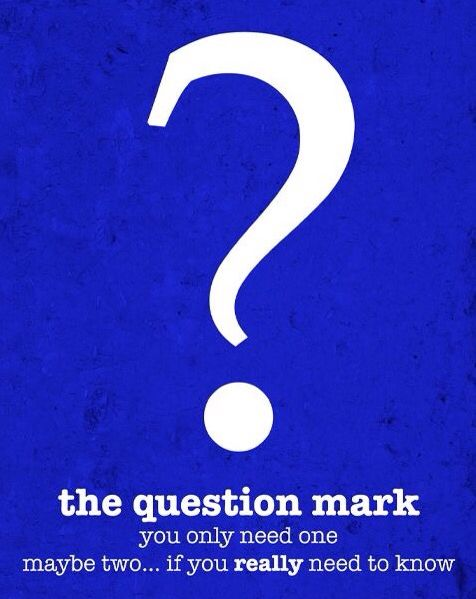 ?
the question mark
you only need one
maybe two... if you really need to know